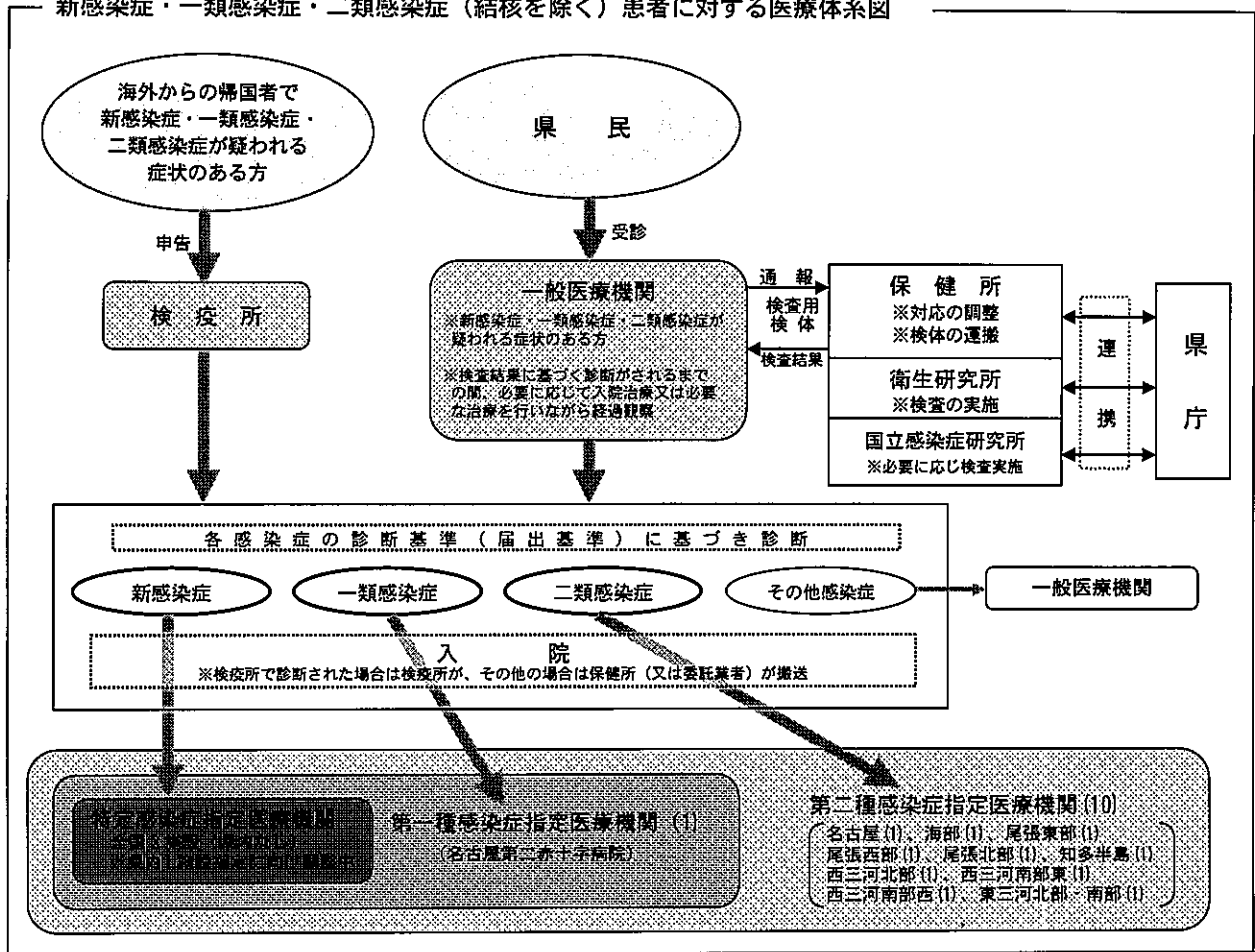 新感染症・一類感染症・二類感染症（結核を除く）患者に対する医療体系図
海外からの帰国者で
新感染症・一類感染症・
二類感染症が疑われる
症状のある方
県　民
申告
受診
検疫所
一般医療機関
※新感染症・一類感染症・二類感染症が
疑われる症状のある方
※検査結果に基づく診断がされるまで
の間、必要に応じて入院治療又は必要
な治療を行いながら経過観察
通報
検査用
検体
検査結果
保健所
※対応の調整
※検体の運搬
衛生研究所
※検査の実施
国立感染症研究所
※必要に応じ検査実施
連
携
県
庁
各感染症の診断基準（届出基準）に基づき診断
新感染症
一類感染症
二類感染症
その他感染症
一般医療機関
入　院
※検疫所で診断された場合は検疫所が、その他の場合は保健所（又は委託業者）が搬送
特定感染症指定医療機関
第一種感染症指定医療機関 (1)
(名古屋第二赤十字病院)
第二種感染症指定医療機関 (10)
名古屋 (1)、海部 (1)、尾張東部 (1)
尾張西部 (1)、尾張北部 (1)、知多半島 (1)
西三河北部 (1)、西三河南部東 (1)
西三河南部西 (1)、東三河北部・南部 (1)